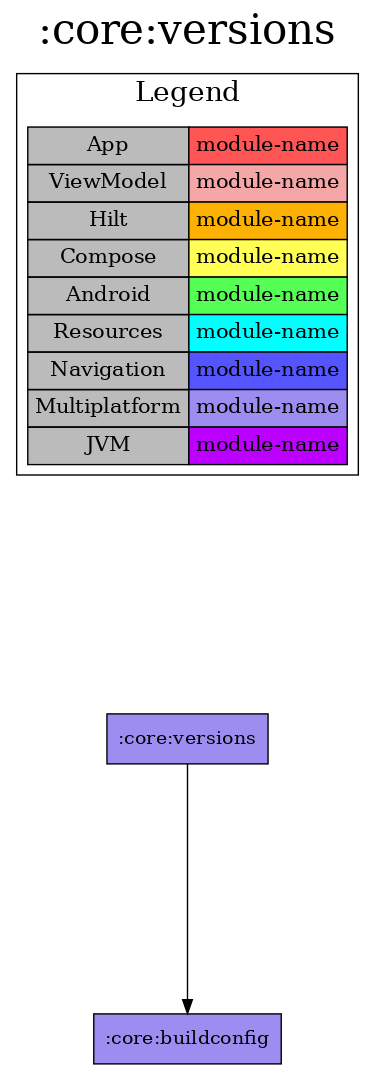 :core:versions
Legend
App module-name
ViewModel module-name
Hilt module-name
Compose module-name
Android module-name
Resources module-name
Navigation module-name
Multiplatform module-name
JVM module-name
:core:versions
:core:buildconfig